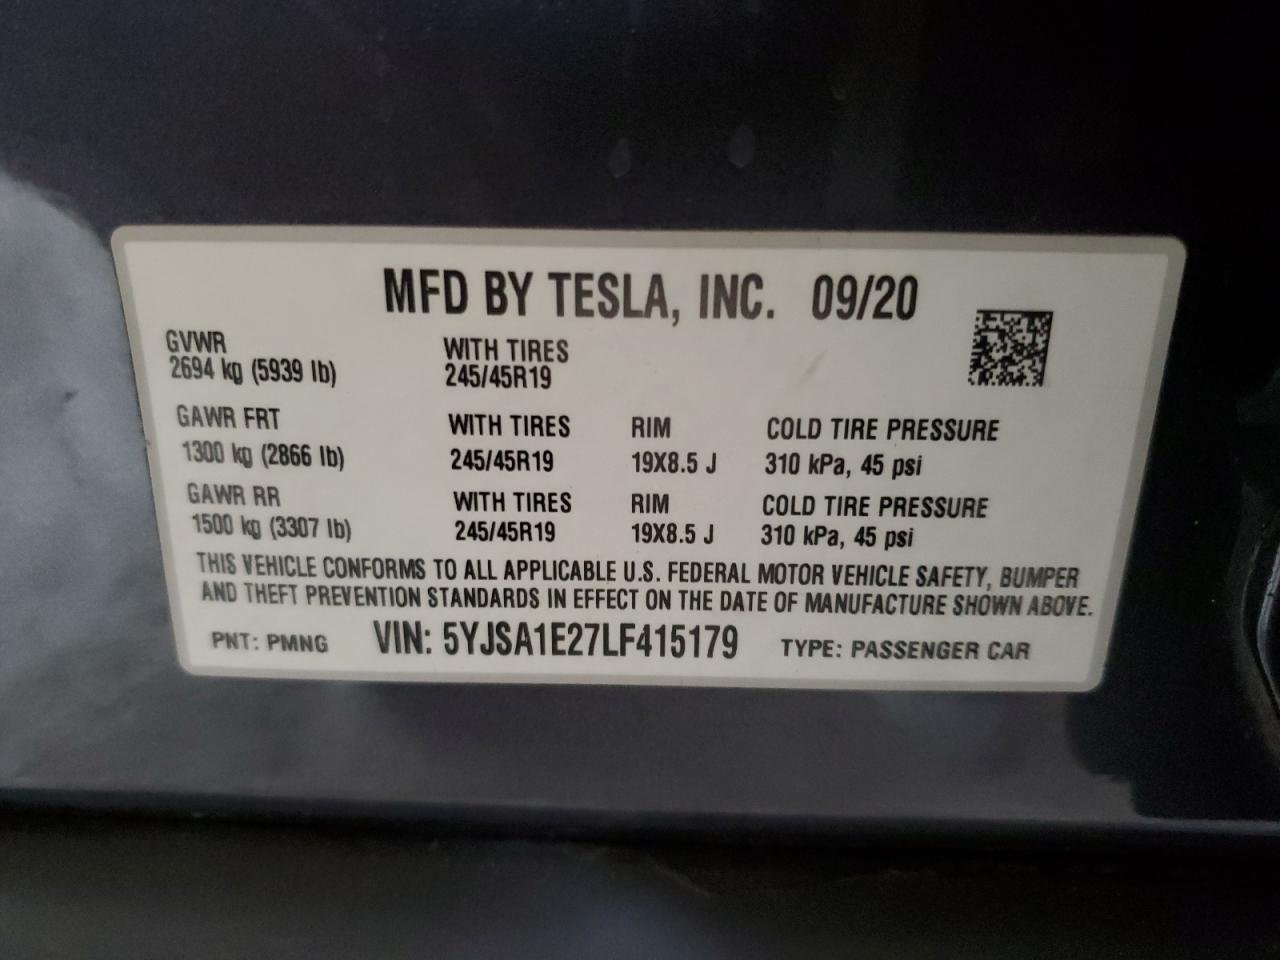 MFD BY TESLA, INC. 09/20
GVWR WITH TIRES
2694 kg (5939 lb) 245/45R19
GAWR FRT WITH TIRES RIM COLD TIRE PRESSURE
1300 kg (2866 lb) 245/45R19 19X8.5 J 310 kPa, 45 psi
GAWR RR WITH TIRES RIM COLD TIRE PRESSURE
1500 kg (3307 lb) 245/45R19 19X8.5 J 310 kPa, 45 psi
THIS VEHICLE CONFORMS TO ALL APPLICABLE U.S. FEDERAL MOTOR VEHICLE SAFETY, BUMPER
AND THEFT PREVENTION STANDARDS IN EFFECT ON THE DATE OF MANUFACTURE SHOWN ABOVE.
PNT: PMNG VIN: 5YJSA1E27LF415179 TYPE: PASSENGER CAR